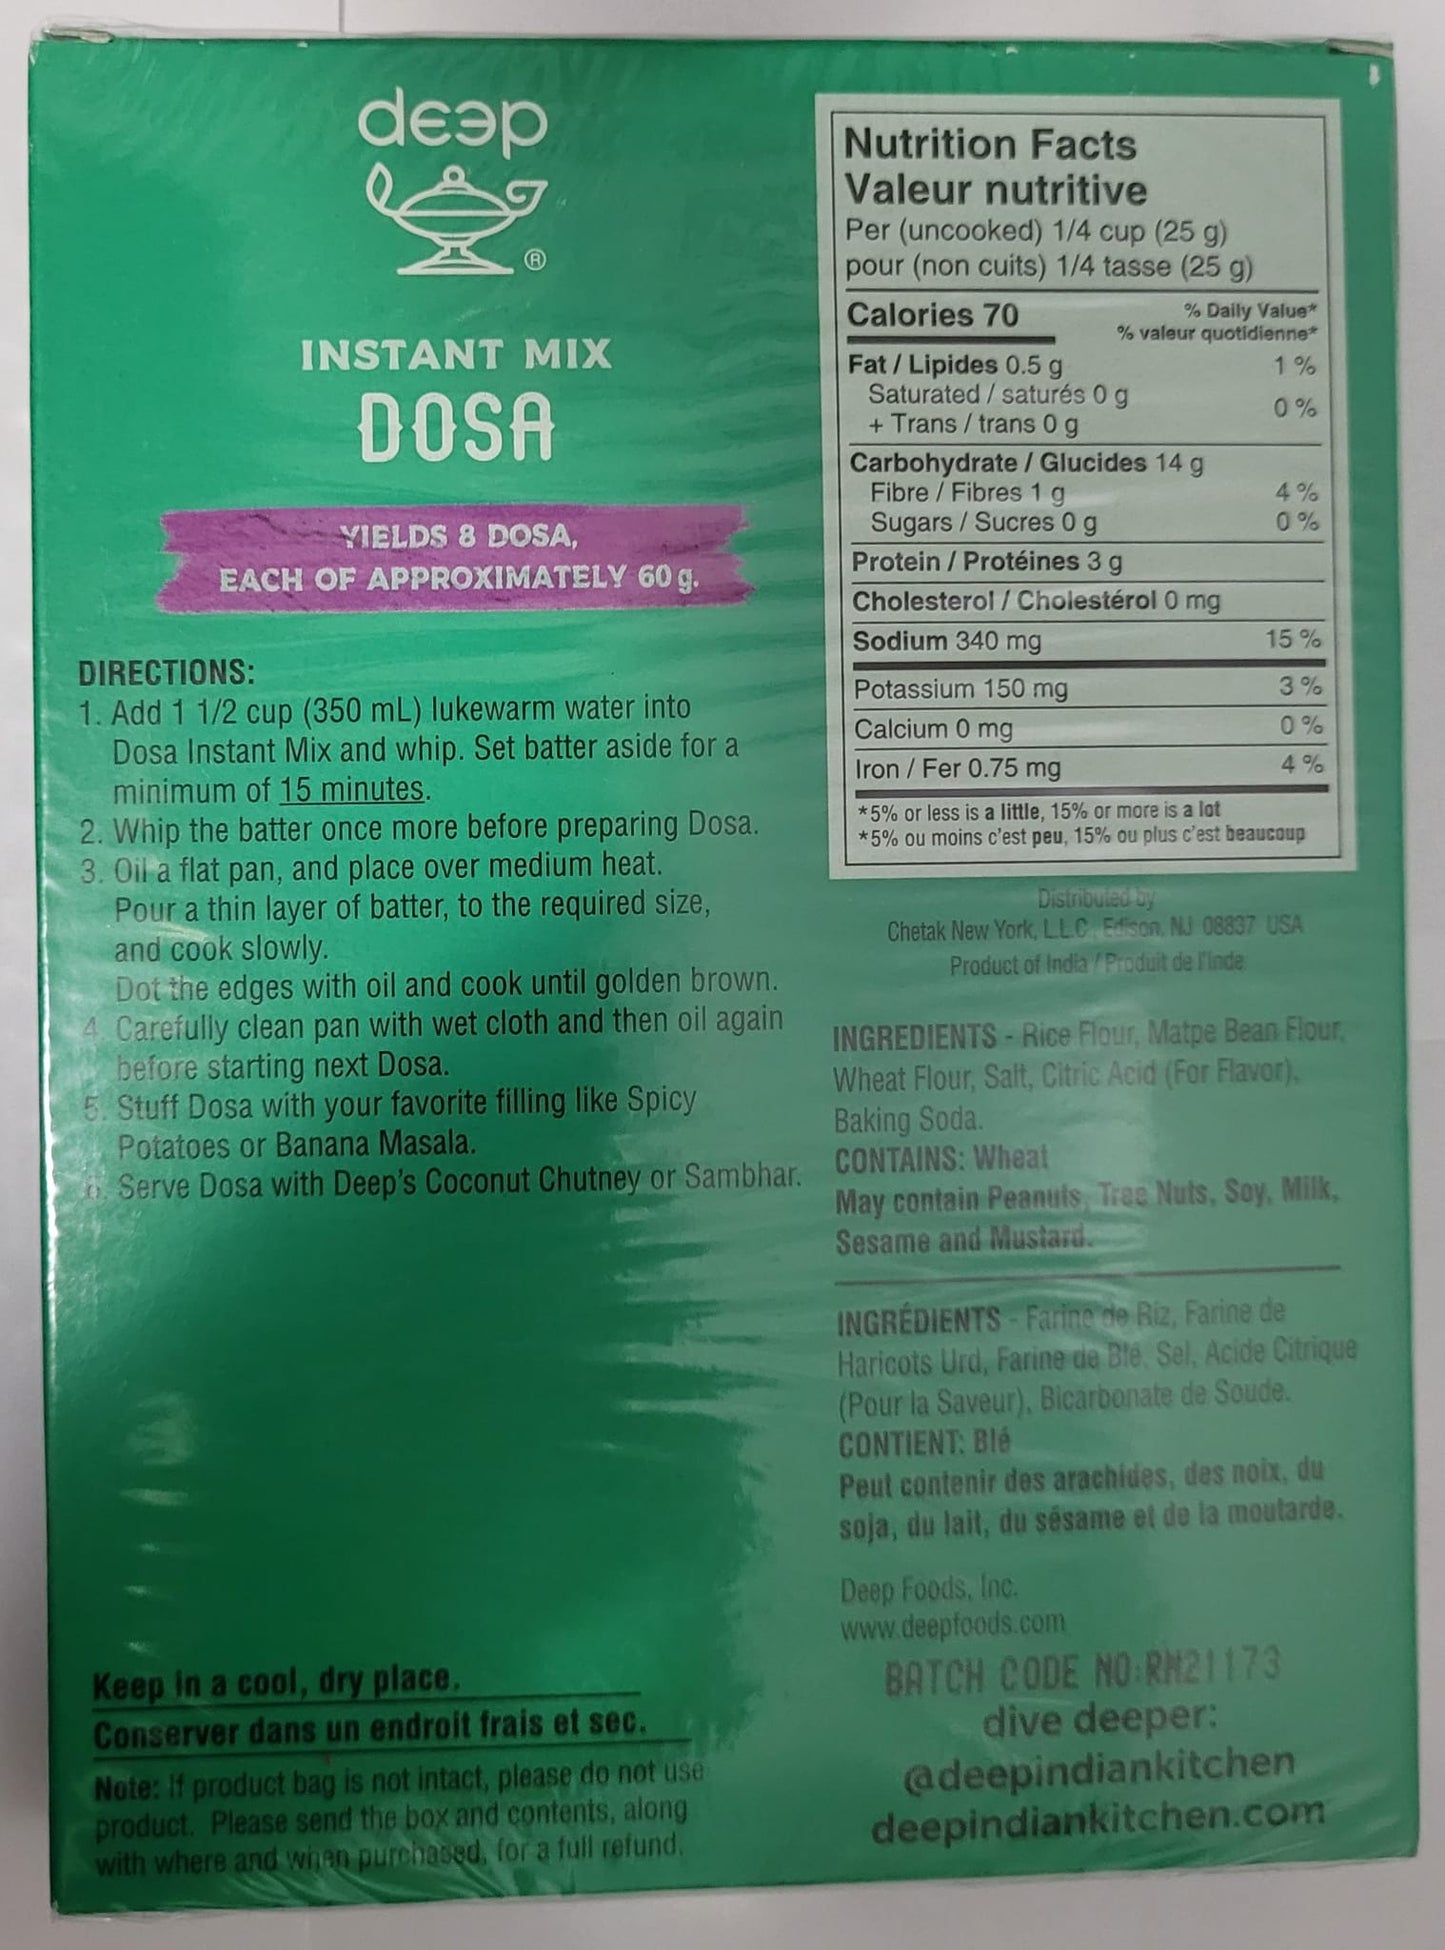 deep
®
INSTANT MIX
DOSA
YIELDS 8 DOSA,
EACH OF APPROXIMATELY 60 g.
DIRECTIONS:
1. Add 1 1/2 cup (350 mL) lukewarm water into
Dosa Instant Mix and whip. Set batter aside for a
minimum of 15 minutes.
2. Whip the batter once more before preparing Dosa.
3. Oil a flat pan, and place over medium heat.
Pour a thin layer of batter, to the required size,
and cook slowly.
Dot the edges with oil and cook until golden brown.
4. Carefully clean pan with wet cloth and then oil again
before starting next Dosa.
5. Stuff Dosa with your favorite filling like Spicy
Potatoes or Banana Masala.
6. Serve Dosa with Deep's Coconut Chutney or Sambhar.
Keep in a cool, dry place.
Conserver dans un endroit frais et sec.
Note: If product bag is not intact, please do not use
product. Please send the box and contents, along
with where and when purchased, for a full refund.
Nutrition Facts
Valeur nutritive
Per (uncooked) 1/4 cup (25 g)
pour (non cuits) 1/4 tasse (25 g)
Calories 70 % Daily Value*
% valeur quotidienne*
Fat / Lipides 0.5 g 1 %
Saturated / saturés 0 g
+ Trans / trans 0 g 0 %
Carbohydrate / Glucides 14 g
Fibre / Fibres 1 g 4 %
Sugars / Sucres 0 g 0 %
Protein / Protéines 3 g
Cholesterol / Cholestérol 0 mg
Sodium 340 mg 15 %
Potassium 150 mg 3 %
Calcium 0 mg 0 %
Iron / Fer 0.75 mg 4 %
*5% or less is a little, 15% or more is a lot
*5% ou moins c'est peu, 15% ou plus c'est beaucoup
Distributed by
Chetak New York, L.L.C., Edison, NJ 08837 USA
Product of India / Produit de l'Inde
INGREDIENTS - Rice Flour, Matpe Bean Flour,
Wheat Flour, Salt, Citric Acid (For Flavor),
Baking Soda.
CONTAINS: Wheat
May contain Peanuts, Tree Nuts, Soy, Milk,
Sesame and Mustard.
INGRÉDIENTS - Farine de Riz, Farine de
Haricots Urd, Farine de Blé, Sel, Acide Citrique
(Pour la Saveur), Bicarbonate de Soude.
CONTIENT: Blé
Peut contenir des arachides, des noix, du
soja, du lait, du sésame et de la moutarde.
Deep Foods, Inc.
www.deepfoods.com
BATCH CODE NO:RM21173
dive deeper:
@deepindiankitchen
deepindiankitchen.com